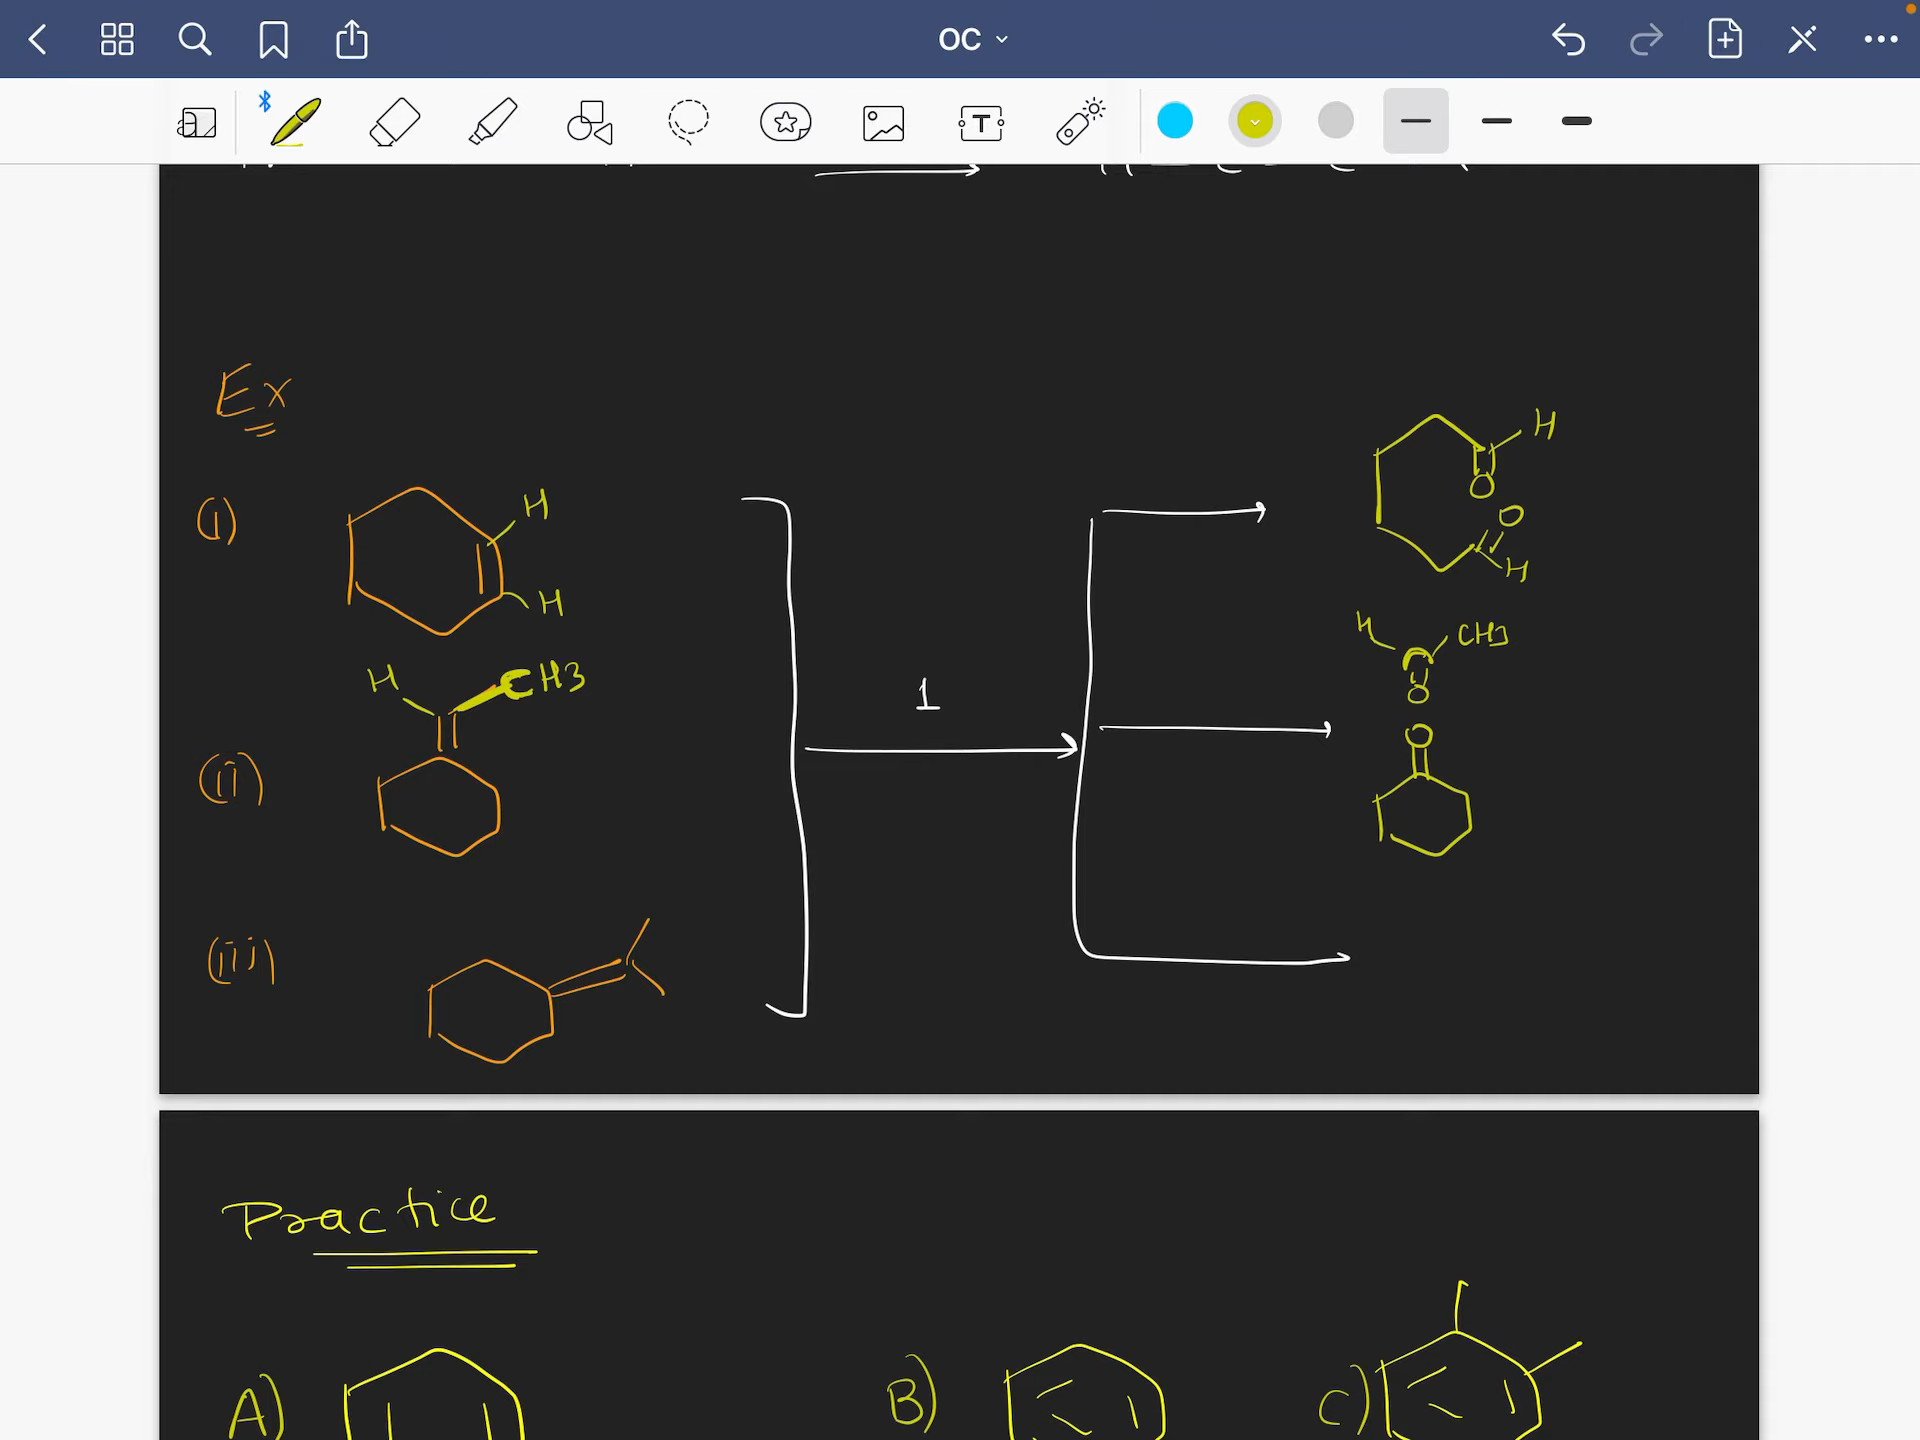 OC
Ex
(i)
H
H
H
O
O
H
H
CH3
(ii)
1
H
CH3
O
O
(iii)
Practice
A)
B)
C)